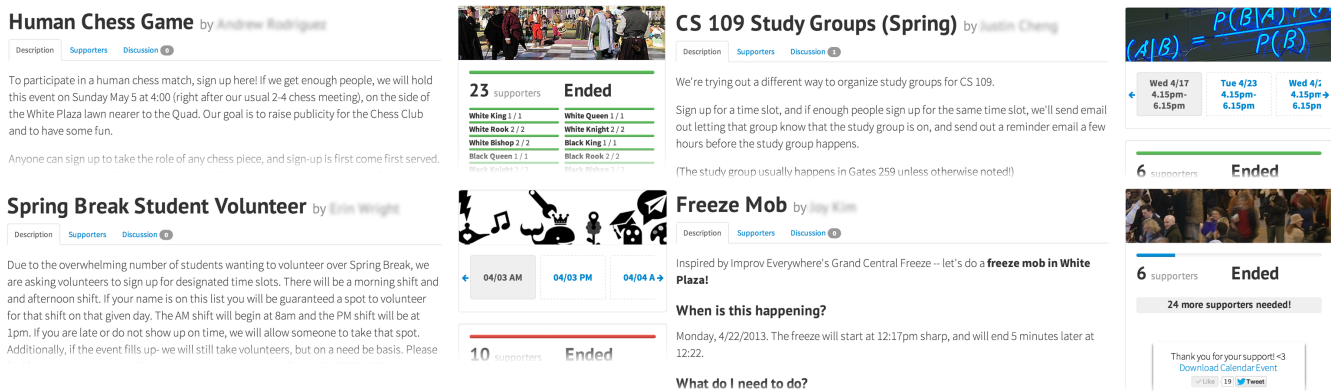 Human Chess Game by
Description Supporters Discussion 0
To participate in a human chess match, sign up here! If we get enough people, we will hold
this event on Sunday May 5 at 4:00 (right after our usual 2-4 chess meeting), on the side of
the White Plaza lawn nearer to the Quad. Our goal is to raise publicity for the Chess Club
and to have some fun.
Anyone can sign up to take the role of any chess piece, and sign-up is first come first served.
23 supporters Ended
White King 1 / 1 White Queen 1 / 1
White Rook 2 / 2 White Knight 2 / 2
White Bishop 2 / 2 Black King 1 / 1
Black Queen 1 / 1 Black Rook 2 / 2
Black Knight 2 / 2 Black Bishop 2 / 2
CS 109 Study Groups (Spring) by Justin Cheng
Description Supporters Discussion 1
We're trying out a different way to organize study groups for CS 109.
Sign up for a time slot, and if enough people sign up for the same time slot, we'll send email
out letting that group know that the study group is on, and send out a reminder email a few
hours before the study group happens.
(The study group usually happens in Gates 259 unless otherwise noted!)
P(B|A) P(
(A|B) =
P(B)
Wed 4/17 Tue 4/23 Wed 4/2
4.15pm- 4.15pm- 4.15pm
6.15pm 6.15pm 6.15pn
6 supporters Ended
Spring Break Student Volunteer by Erin Wright
Description Supporters Discussion 0
Due to the overwhelming number of students wanting to volunteer over Spring Break, we
are asking volunteers to sign up for designated time slots. There will be a morning shift and
and afternoon shift. If your name is on this list you will be guaranteed a spot to volunteer
for that shift on that given day. The AM shift will begin at 8am and the PM shift will be at
1pm. If you are late or do not show up on time, we will allow someone to take that spot.
Additionally, if the event fills up- we will still take volunteers, but on a need be basis. Please
04/03 AM 04/03 PM 04/04 A
10 supporters Ended
Freeze Mob by Joy Kim
Description Supporters Discussion 0
Inspired by Improv Everywhere's Grand Central Freeze -- let's do a freeze mob in White
Plaza!
When is this happening?
Monday, 4/22/2013. The freeze will start at 12:17pm sharp, and will end 5 minutes later at
12:22.
What do I need to do?
6 supporters Ended
24 more supporters needed!
Thank you for your support! <3
Download Calendar Event
Like 19 Tweet